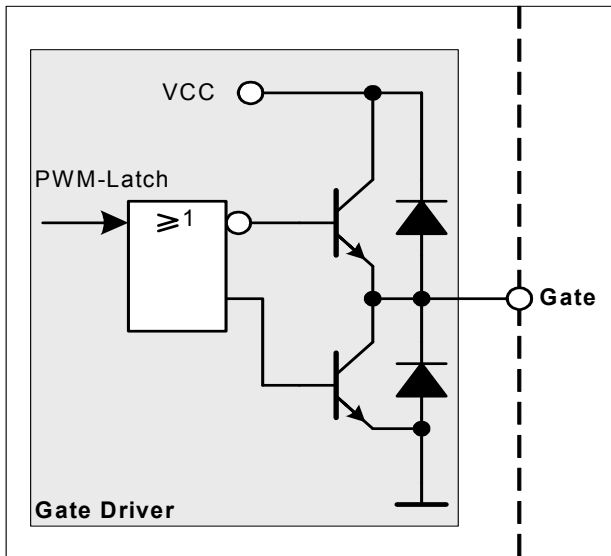 VCC
PWM-Latch
≥1
Gate
Gate Driver